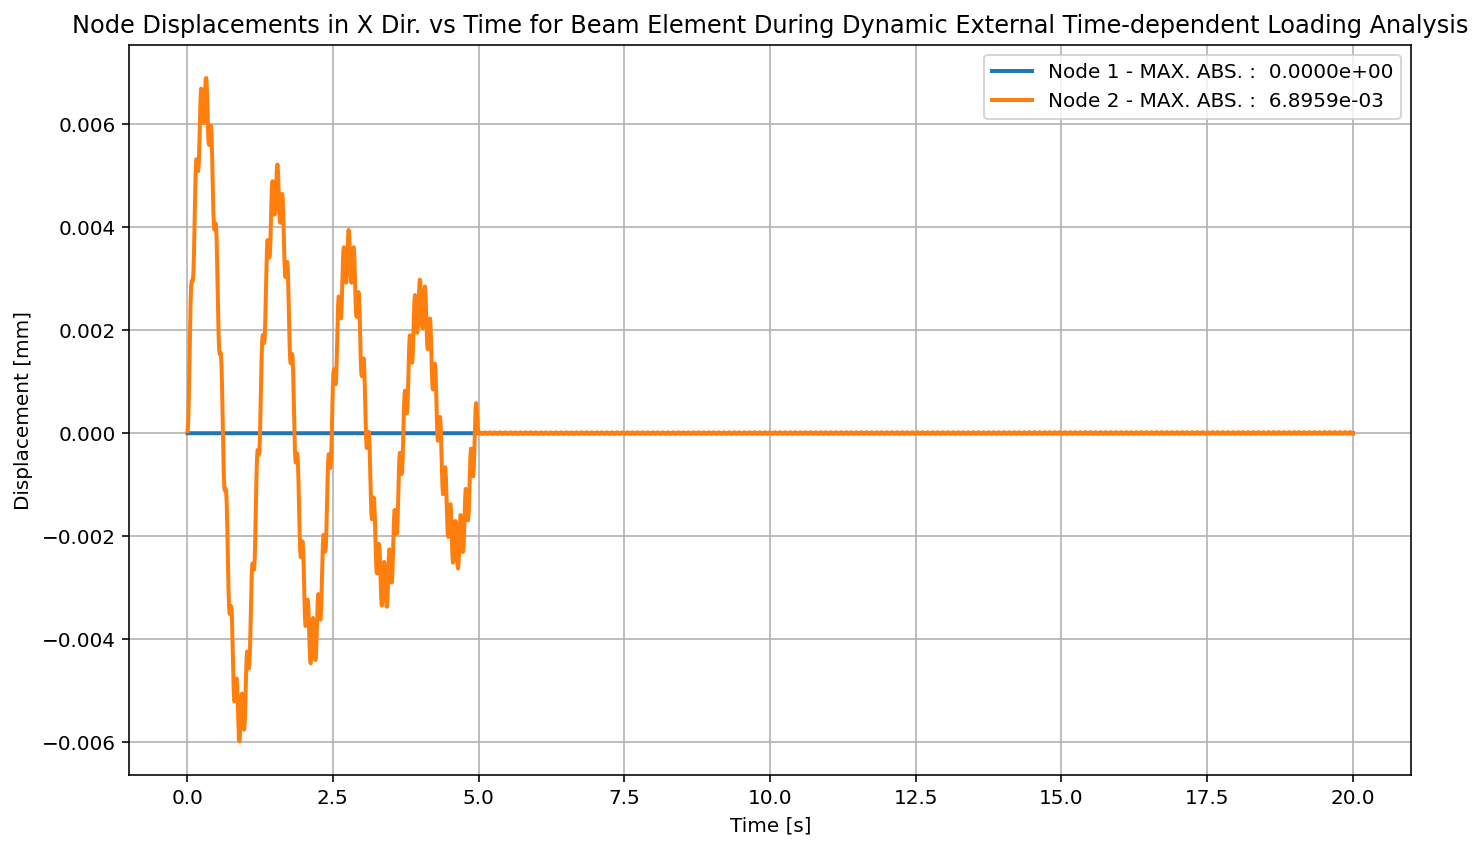 Node Displacements in X Dir. vs Time for Beam Element During Dynamic External Time-dependent Loading Analysis
Node 1 - MAX. ABS. :  0.0000e+00
Node 2 - MAX. ABS. :  6.8959e-03
Displacement [mm]
0.006
0.004
0.002
0.000
−0.002
−0.004
−0.006
0.0 2.5 5.0 7.5 10.0 12.5 15.0 17.5 20.0
Time [s]